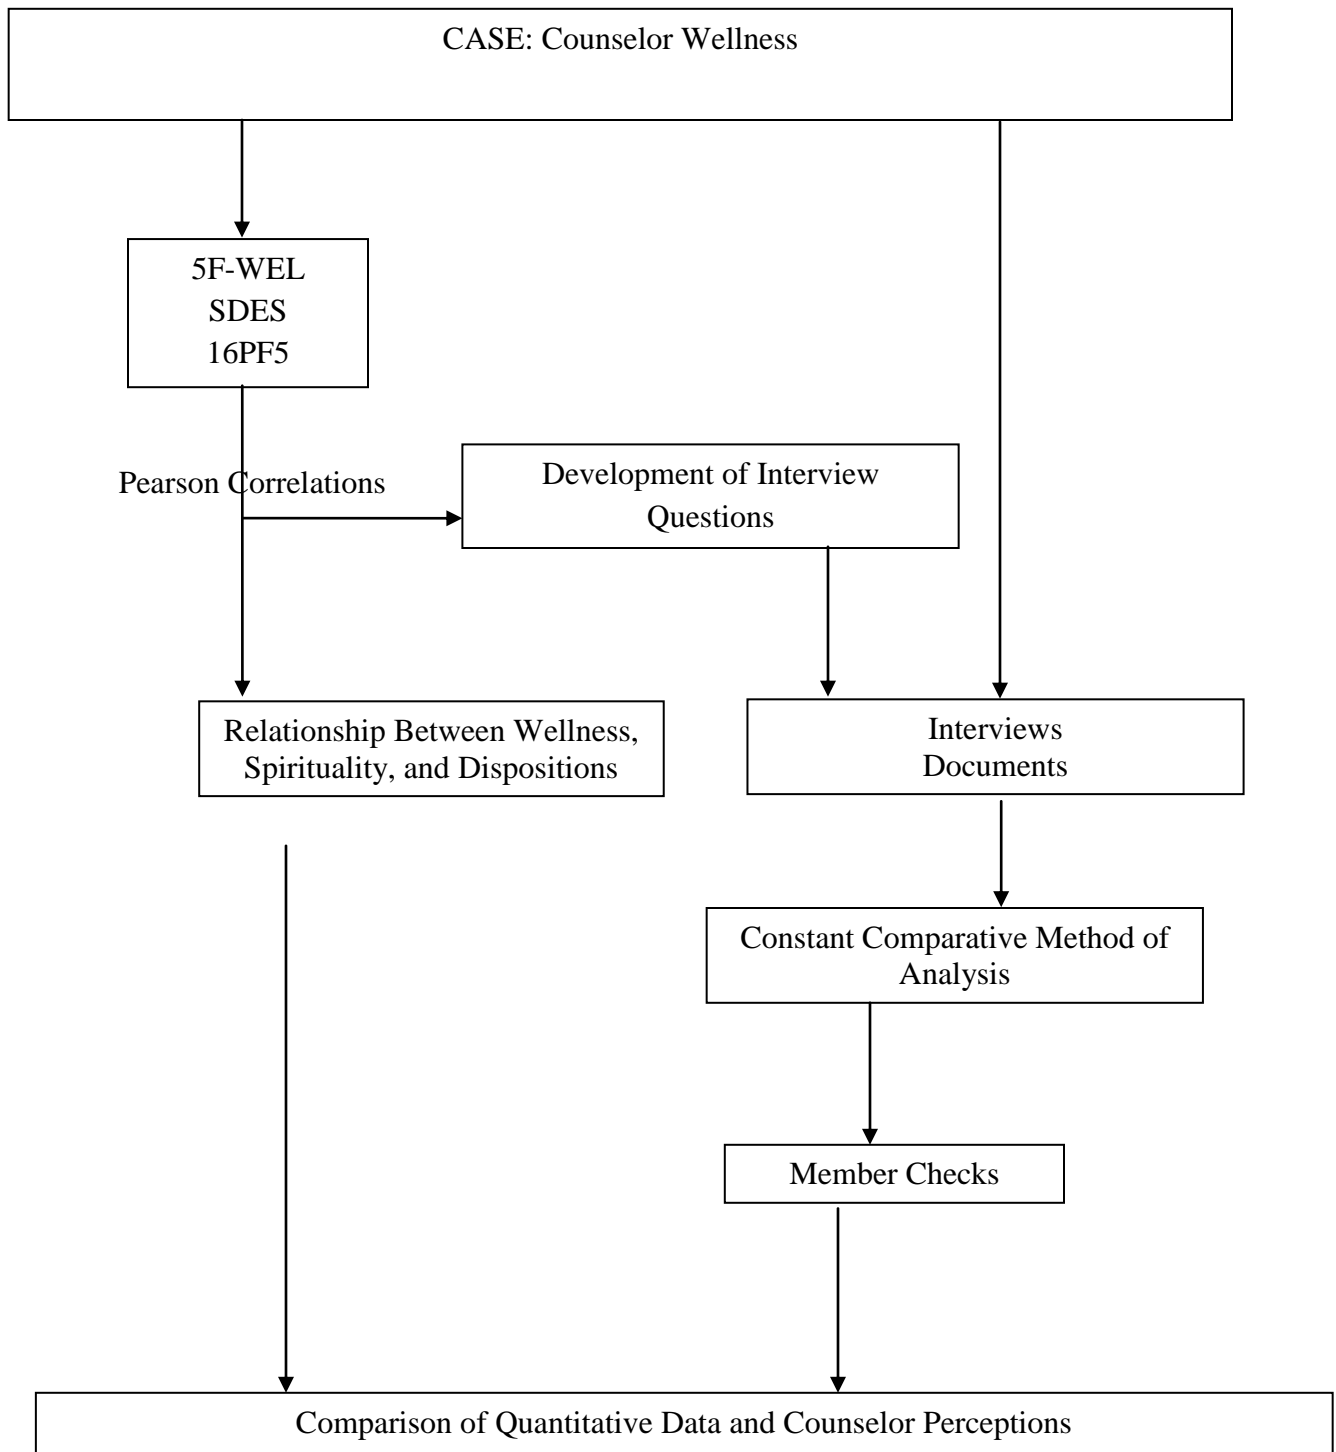 CASE: Counselor Wellness
5F-WEL
SDES
16PF5
Pearson Correlations
Development of Interview
Questions
Relationship Between Wellness,
Spirituality, and Dispositions
Interviews
Documents
Constant Comparative Method of
Analysis
Member Checks
Comparison of Quantitative Data and Counselor Perceptions